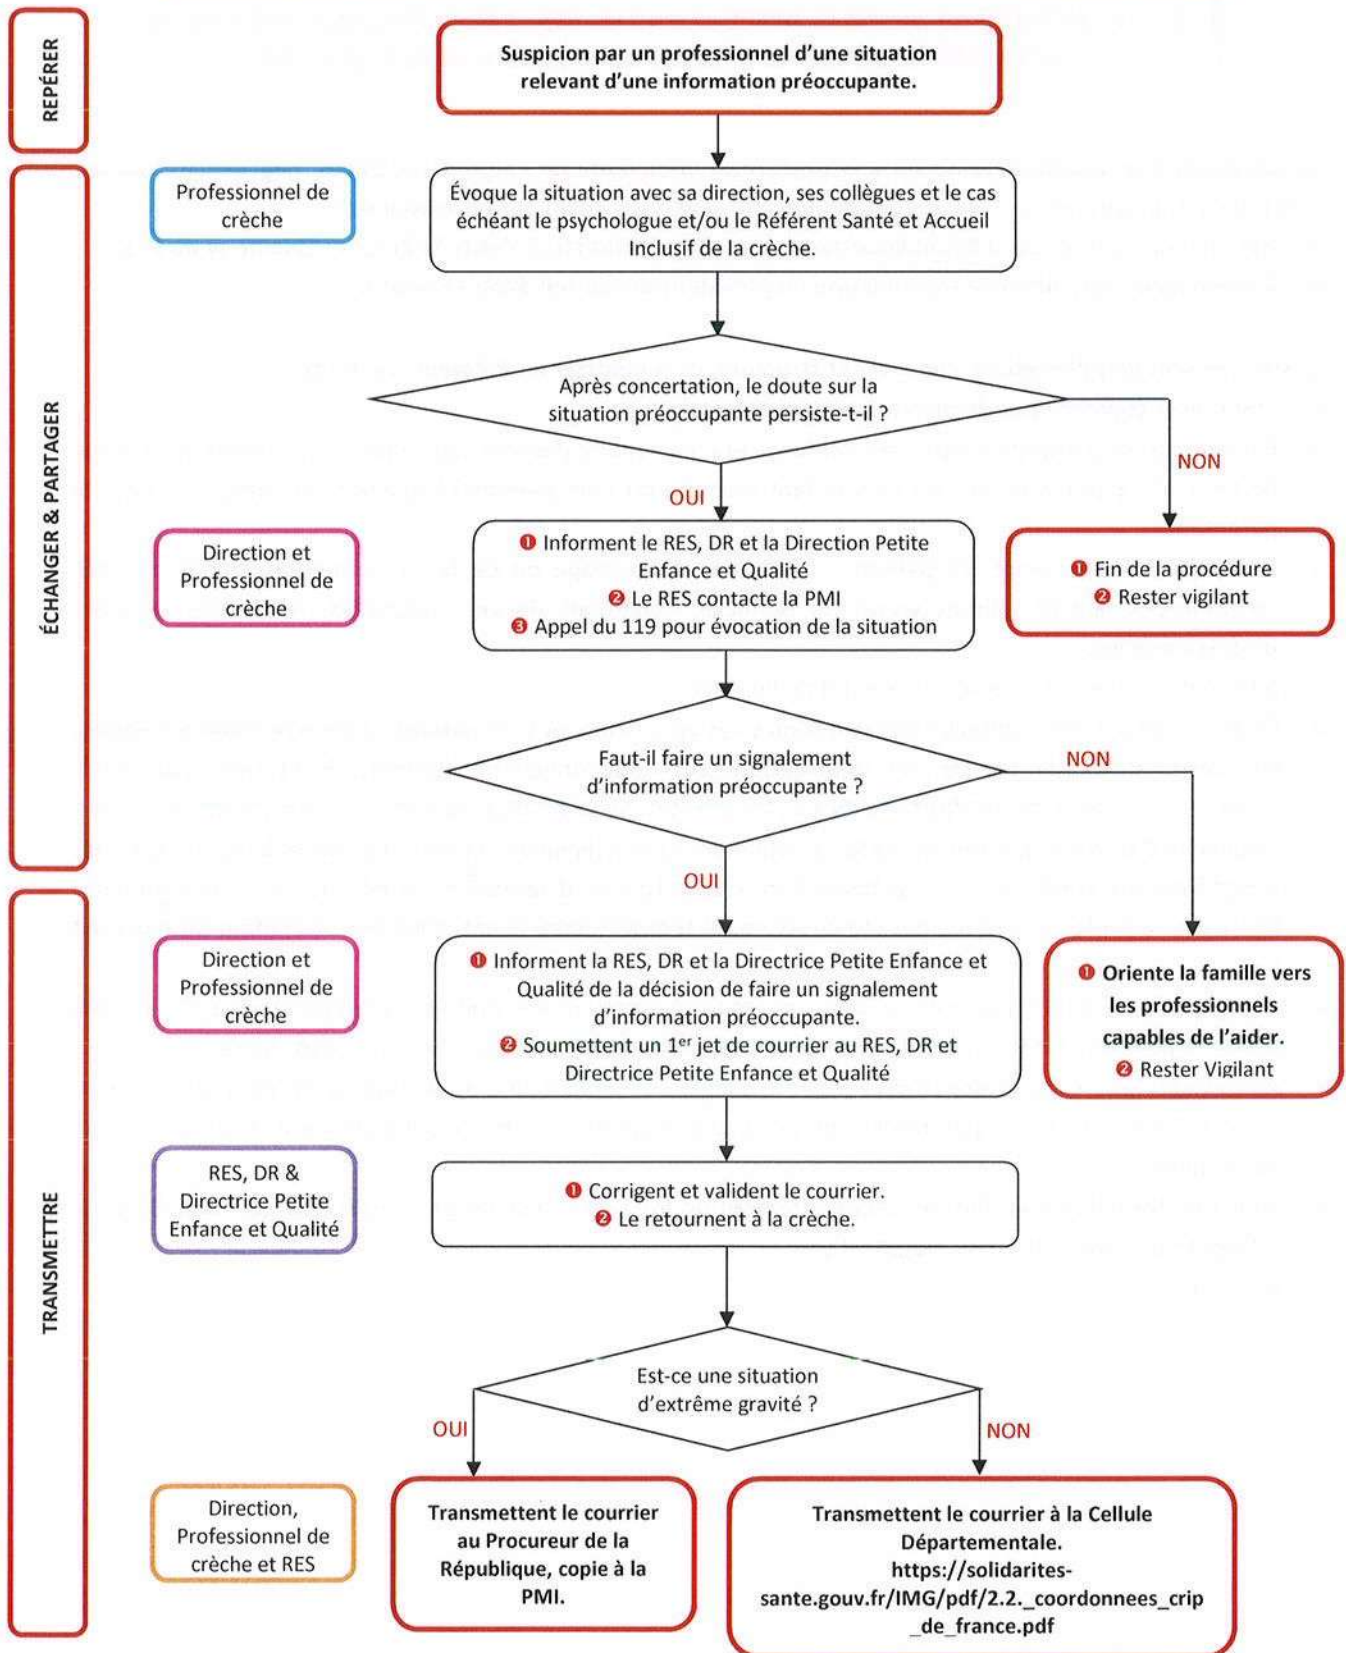 REPÉRER
Suspicion par un professionnel d’une situation
relevant d’une information préoccupante.
ÉCHANGER & PARTAGER
Professionnel de
crèche
Évoque la situation avec sa direction, ses collègues et le cas
échéant le psychologue et/ou le Référent Santé et Accueil
Inclusif de la crèche.
Après concertation, le doute sur la
situation préoccupante persiste-t-il ?
NON
OUI
Direction et
Professionnel de
crèche
❶ Informent le RES, DR et la Direction Petite
Enfance et Qualité
❷ Le RES contacte la PMI
❸ Appel du 119 pour évocation de la situation
❶ Fin de la procédure
❷ Rester vigilant
Faut-il faire un signalement
d’information préoccupante ?
NON
OUI
TRANSMETTRE
Direction et
Professionnel de
crèche
❶ Informent la RES, DR et la Directrice Petite Enfance et
Qualité de la décision de faire un signalement
d’information préoccupante.
❷ Soumettent un 1er jet de courrier au RES, DR et
Directrice Petite Enfance et Qualité
❶ Oriente la famille vers
les professionnels
capables de l’aider.
❷ Rester Vigilant
RES, DR &
Directrice Petite
Enfance et Qualité
❶ Corrigent et valident le courrier.
❷ Le retournent à la crèche.
Est-ce une situation
d’extrême gravité ?
OUI
NON
Direction,
Professionnel de
crèche et RES
Transmettent le courrier
au Procureur de la
République, copie à la
PMI.
Transmettent le courrier à la Cellule
Départementale.
https://solidarites-
sante.gouv.fr/IMG/pdf/2.2._coordonnees_crip
_de_france.pdf